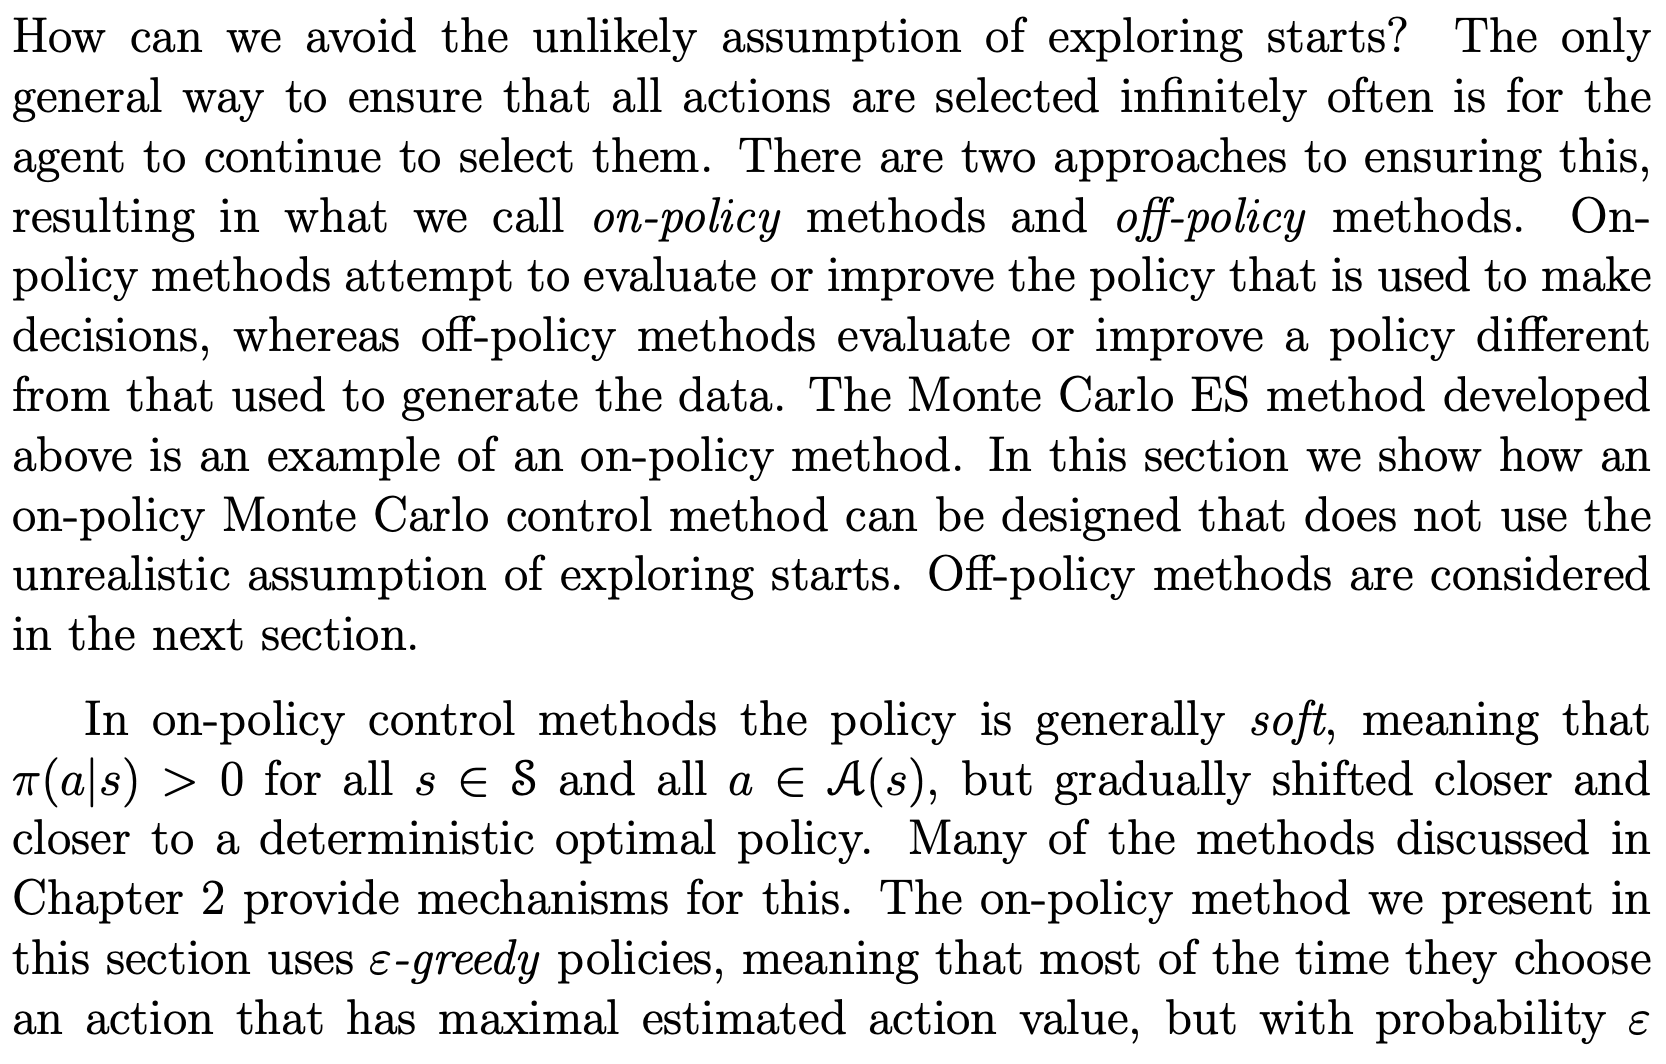 How can we avoid the unlikely assumption of exploring starts? The only
general way to ensure that all actions are selected infinitely often is for the
agent to continue to select them. There are two approaches to ensuring this,
resulting in what we call on-policy methods and off-policy methods. On-
policy methods attempt to evaluate or improve the policy that is used to make
decisions, whereas off-policy methods evaluate or improve a policy different
from that used to generate the data. The Monte Carlo ES method developed
above is an example of an on-policy method. In this section we show how an
on-policy Monte Carlo control method can be designed that does not use the
unrealistic assumption of exploring starts. Off-policy methods are considered
in the next section.
In on-policy control methods the policy is generally soft, meaning that
π(a|s) > 0 for all s ∈ 𝒮 and all a ∈ 𝒜(s), but gradually shifted closer and
closer to a deterministic optimal policy. Many of the methods discussed in
Chapter 2 provide mechanisms for this. The on-policy method we present in
this section uses ε-greedy policies, meaning that most of the time they choose
an action that has maximal estimated action value, but with probability ε